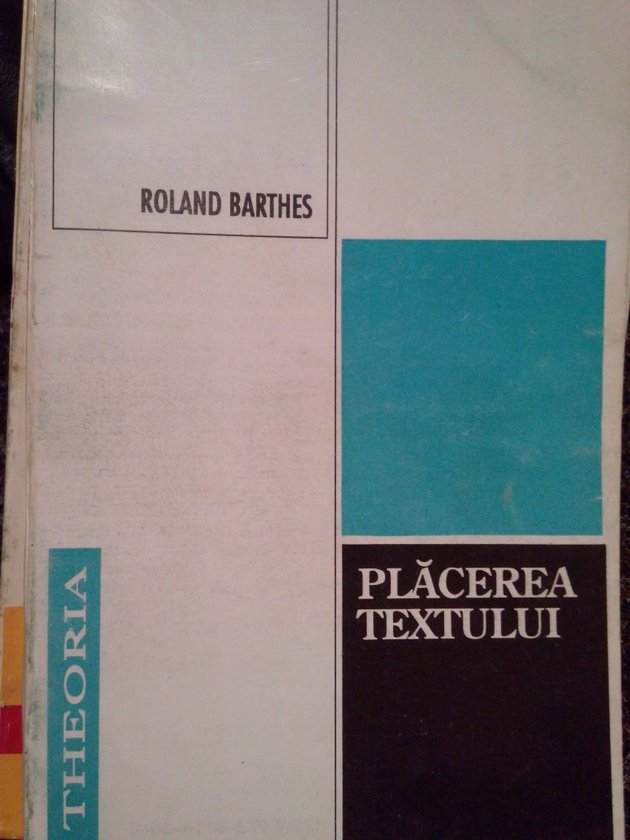 ROLAND BARTHES
PLĂCEREA
TEXTULUI
THEORIA